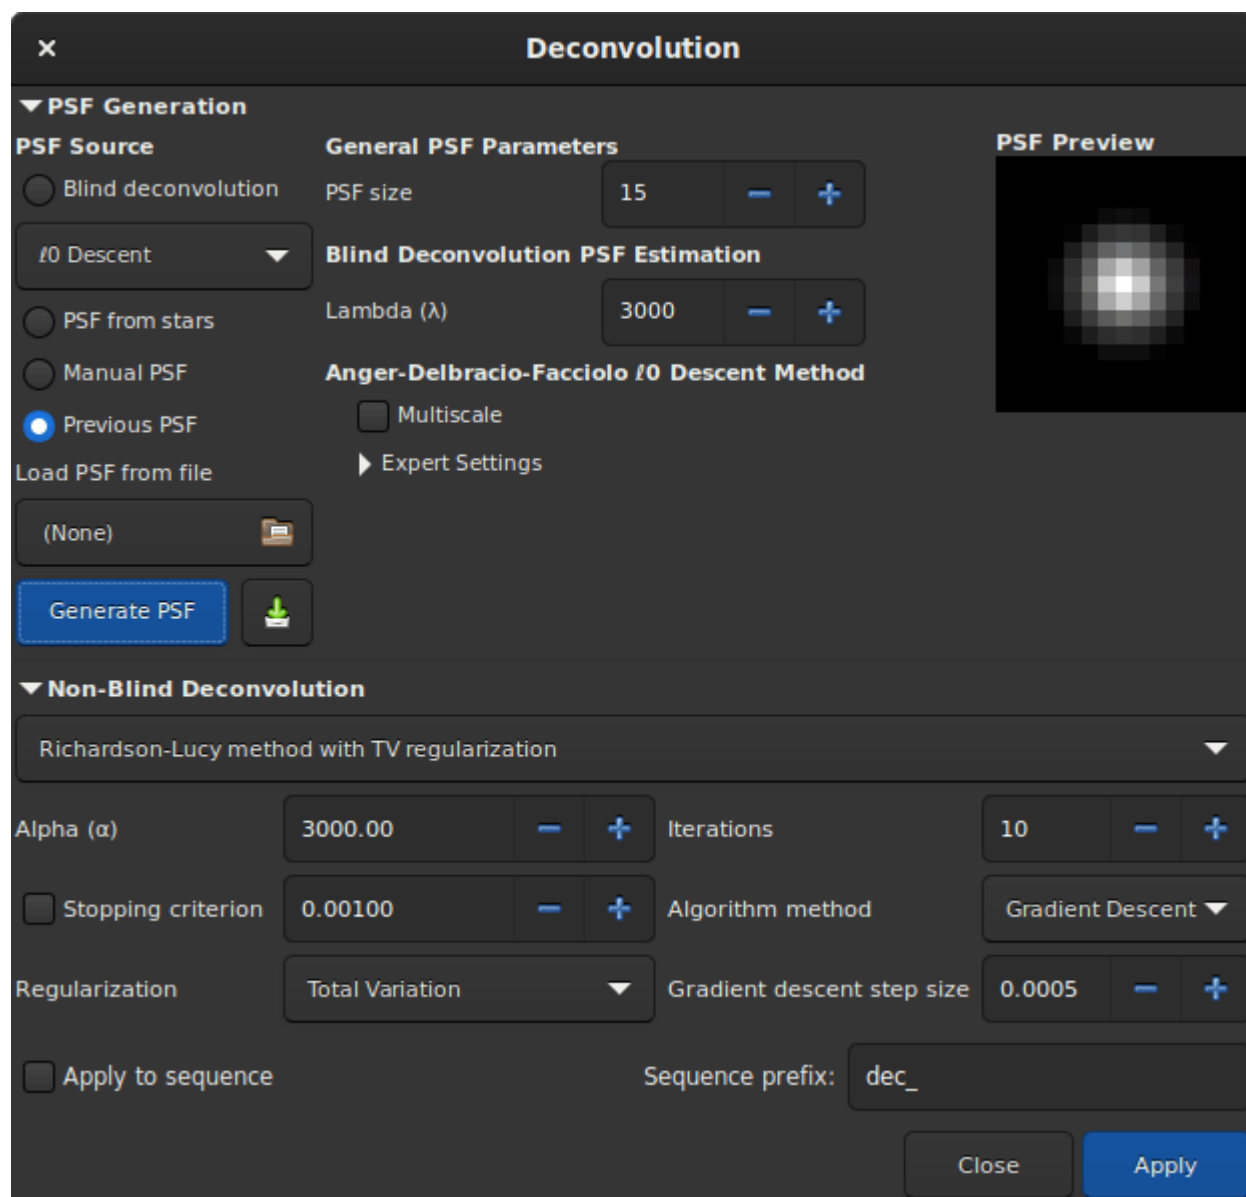 Deconvolution
PSF Generation
PSF Source
General PSF Parameters
PSF Preview
Blind deconvolution
PSF size
15
ℓ0 Descent
Blind Deconvolution PSF Estimation
Lambda (λ)
3000
PSF from stars
Manual PSF
Anger-Delbracio-Facciolo ℓ0 Descent Method
Previous PSF
Multiscale
Load PSF from file
Expert Settings
(None)
Generate PSF
Non-Blind Deconvolution
Richardson-Lucy method with TV regularization
Alpha (α)
3000.00
Iterations
10
Stopping criterion
0.00100
Algorithm method
Gradient Descent
Regularization
Total Variation
Gradient descent step size
0.0005
Apply to sequence
Sequence prefix:
dec_
Close
Apply